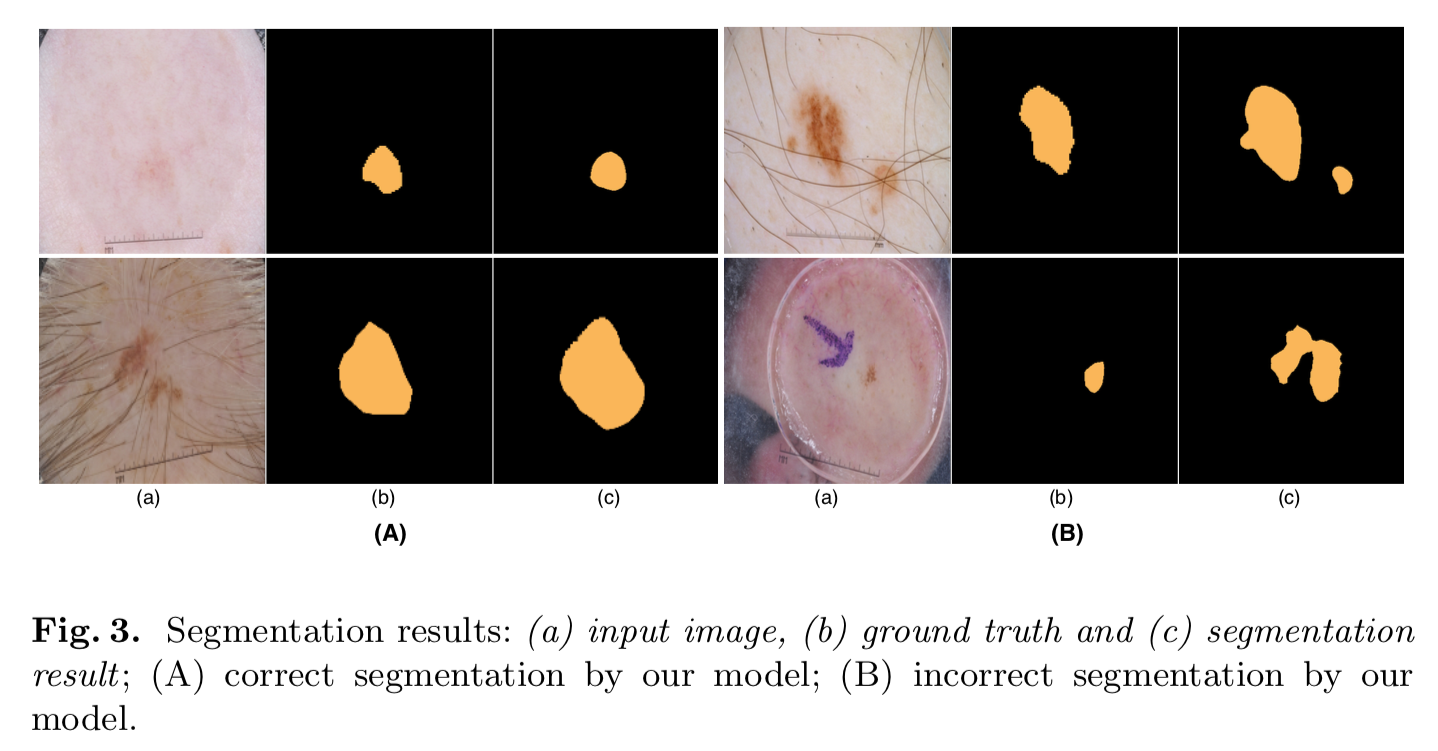 (a) (b) (c) (a) (b) (c)
(A) (B)
Fig. 3. Segmentation results: (a) input image, (b) ground truth and (c) segmentation
result; (A) correct segmentation by our model; (B) incorrect segmentation by our
model.